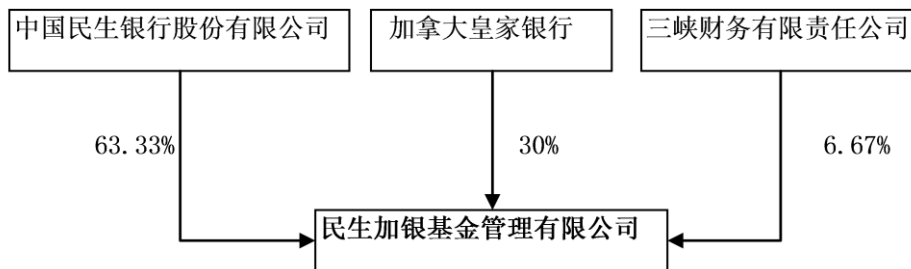 中国民生银行股份有限公司
加拿大皇家银行
三峡财务有限责任公司
63.33%
30%
6.67%
民生加银基金管理有限公司